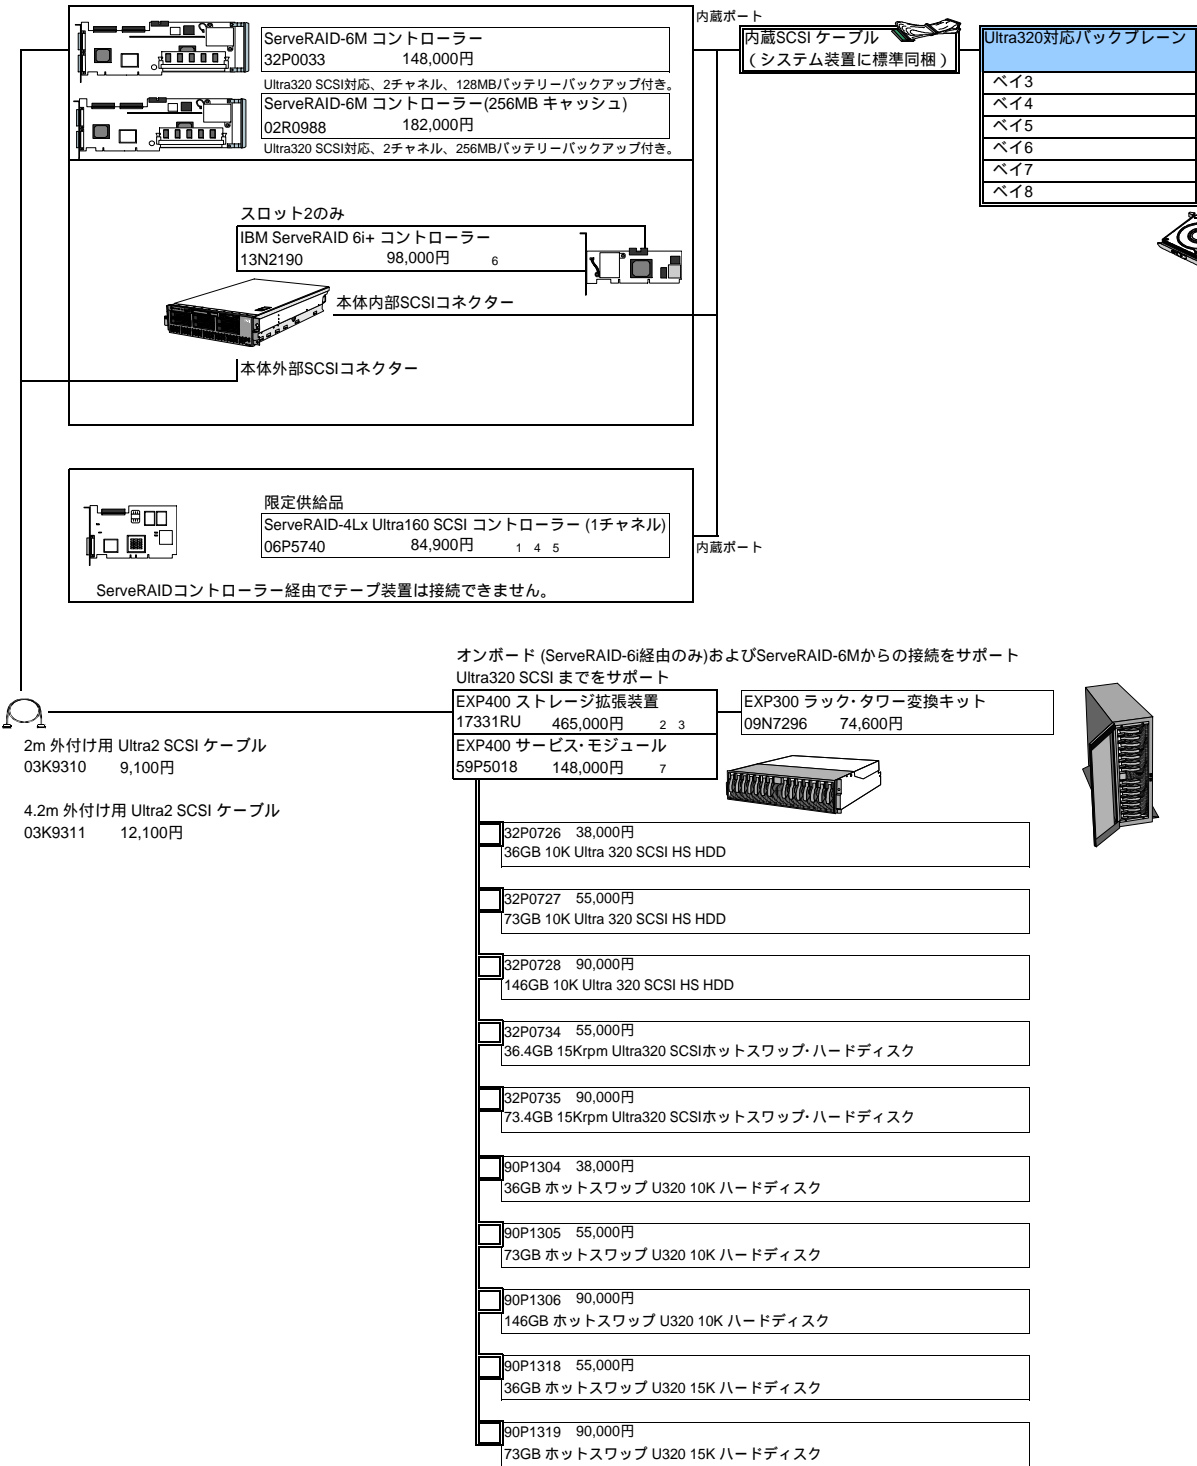 内蔵ポート
ServeRAID-6M コントローラー
32P0033 148,000円
Ultra320 SCSI対応、2チャネル、128MBバッテリーバックアップ付き。
ServeRAID-6M コントローラー(256MB キャッシュ)
02R0988 182,000円
Ultra320 SCSI対応、2チャネル、256MBバッテリーバックアップ付き。
内蔵SCSI ケーブル
(システム装置に標準同梱)
Ultra320対応バックプレーン
ベイ3
ベイ4
ベイ5
ベイ6
ベイ7
ベイ8
スロット2のみ
IBM ServeRAID 6i+ コントローラー
13N2190 98,000円 6
本体内部SCSIコネクター
本体外部SCSIコネクター
限定供給品
ServeRAID-4Lx Ultra160 SCSI コントローラー (1チャネル)
06P5740 84,900円 1 4 5
内蔵ポート
ServeRAIDコントローラー経由でテープ装置は接続できません。
オンボード (ServeRAID-6i経由のみ)およびServeRAID-6Mからの接続をサポート
Ultra320 SCSI までをサポート
EXP400 ストレージ拡張装置
17331RU 465,000円 2 3
EXP400 サービス・モジュール
59P5018 148,000円 7
EXP300 ラック・タワー変換キット
09N7296 74,600円
2m 外付け用 Ultra2 SCSI ケーブル
03K9310 9,100円
4.2m 外付け用 Ultra2 SCSI ケーブル
03K9311 12,100円
32P0726 38,000円
36GB 10K Ultra 320 SCSI HS HDD
32P0727 55,000円
73GB 10K Ultra 320 SCSI HS HDD
32P0728 90,000円
146GB 10K Ultra 320 SCSI HS HDD
32P0734 55,000円
36.4GB 15Krpm Ultra320 SCSIホットスワップ・ハードディスク
32P0735 90,000円
73.4GB 15Krpm Ultra320 SCSIホットスワップ・ハードディスク
90P1304 38,000円
36GB ホットスワップ U320 10K ハードディスク
90P1305 55,000円
73GB ホットスワップ U320 10K ハードディスク
90P1306 90,000円
146GB ホットスワップ U320 10K ハードディスク
90P1318 55,000円
36GB ホットスワップ U320 15K ハードディスク
90P1319 90,000円
73GB ホットスワップ U320 15K ハードディスク